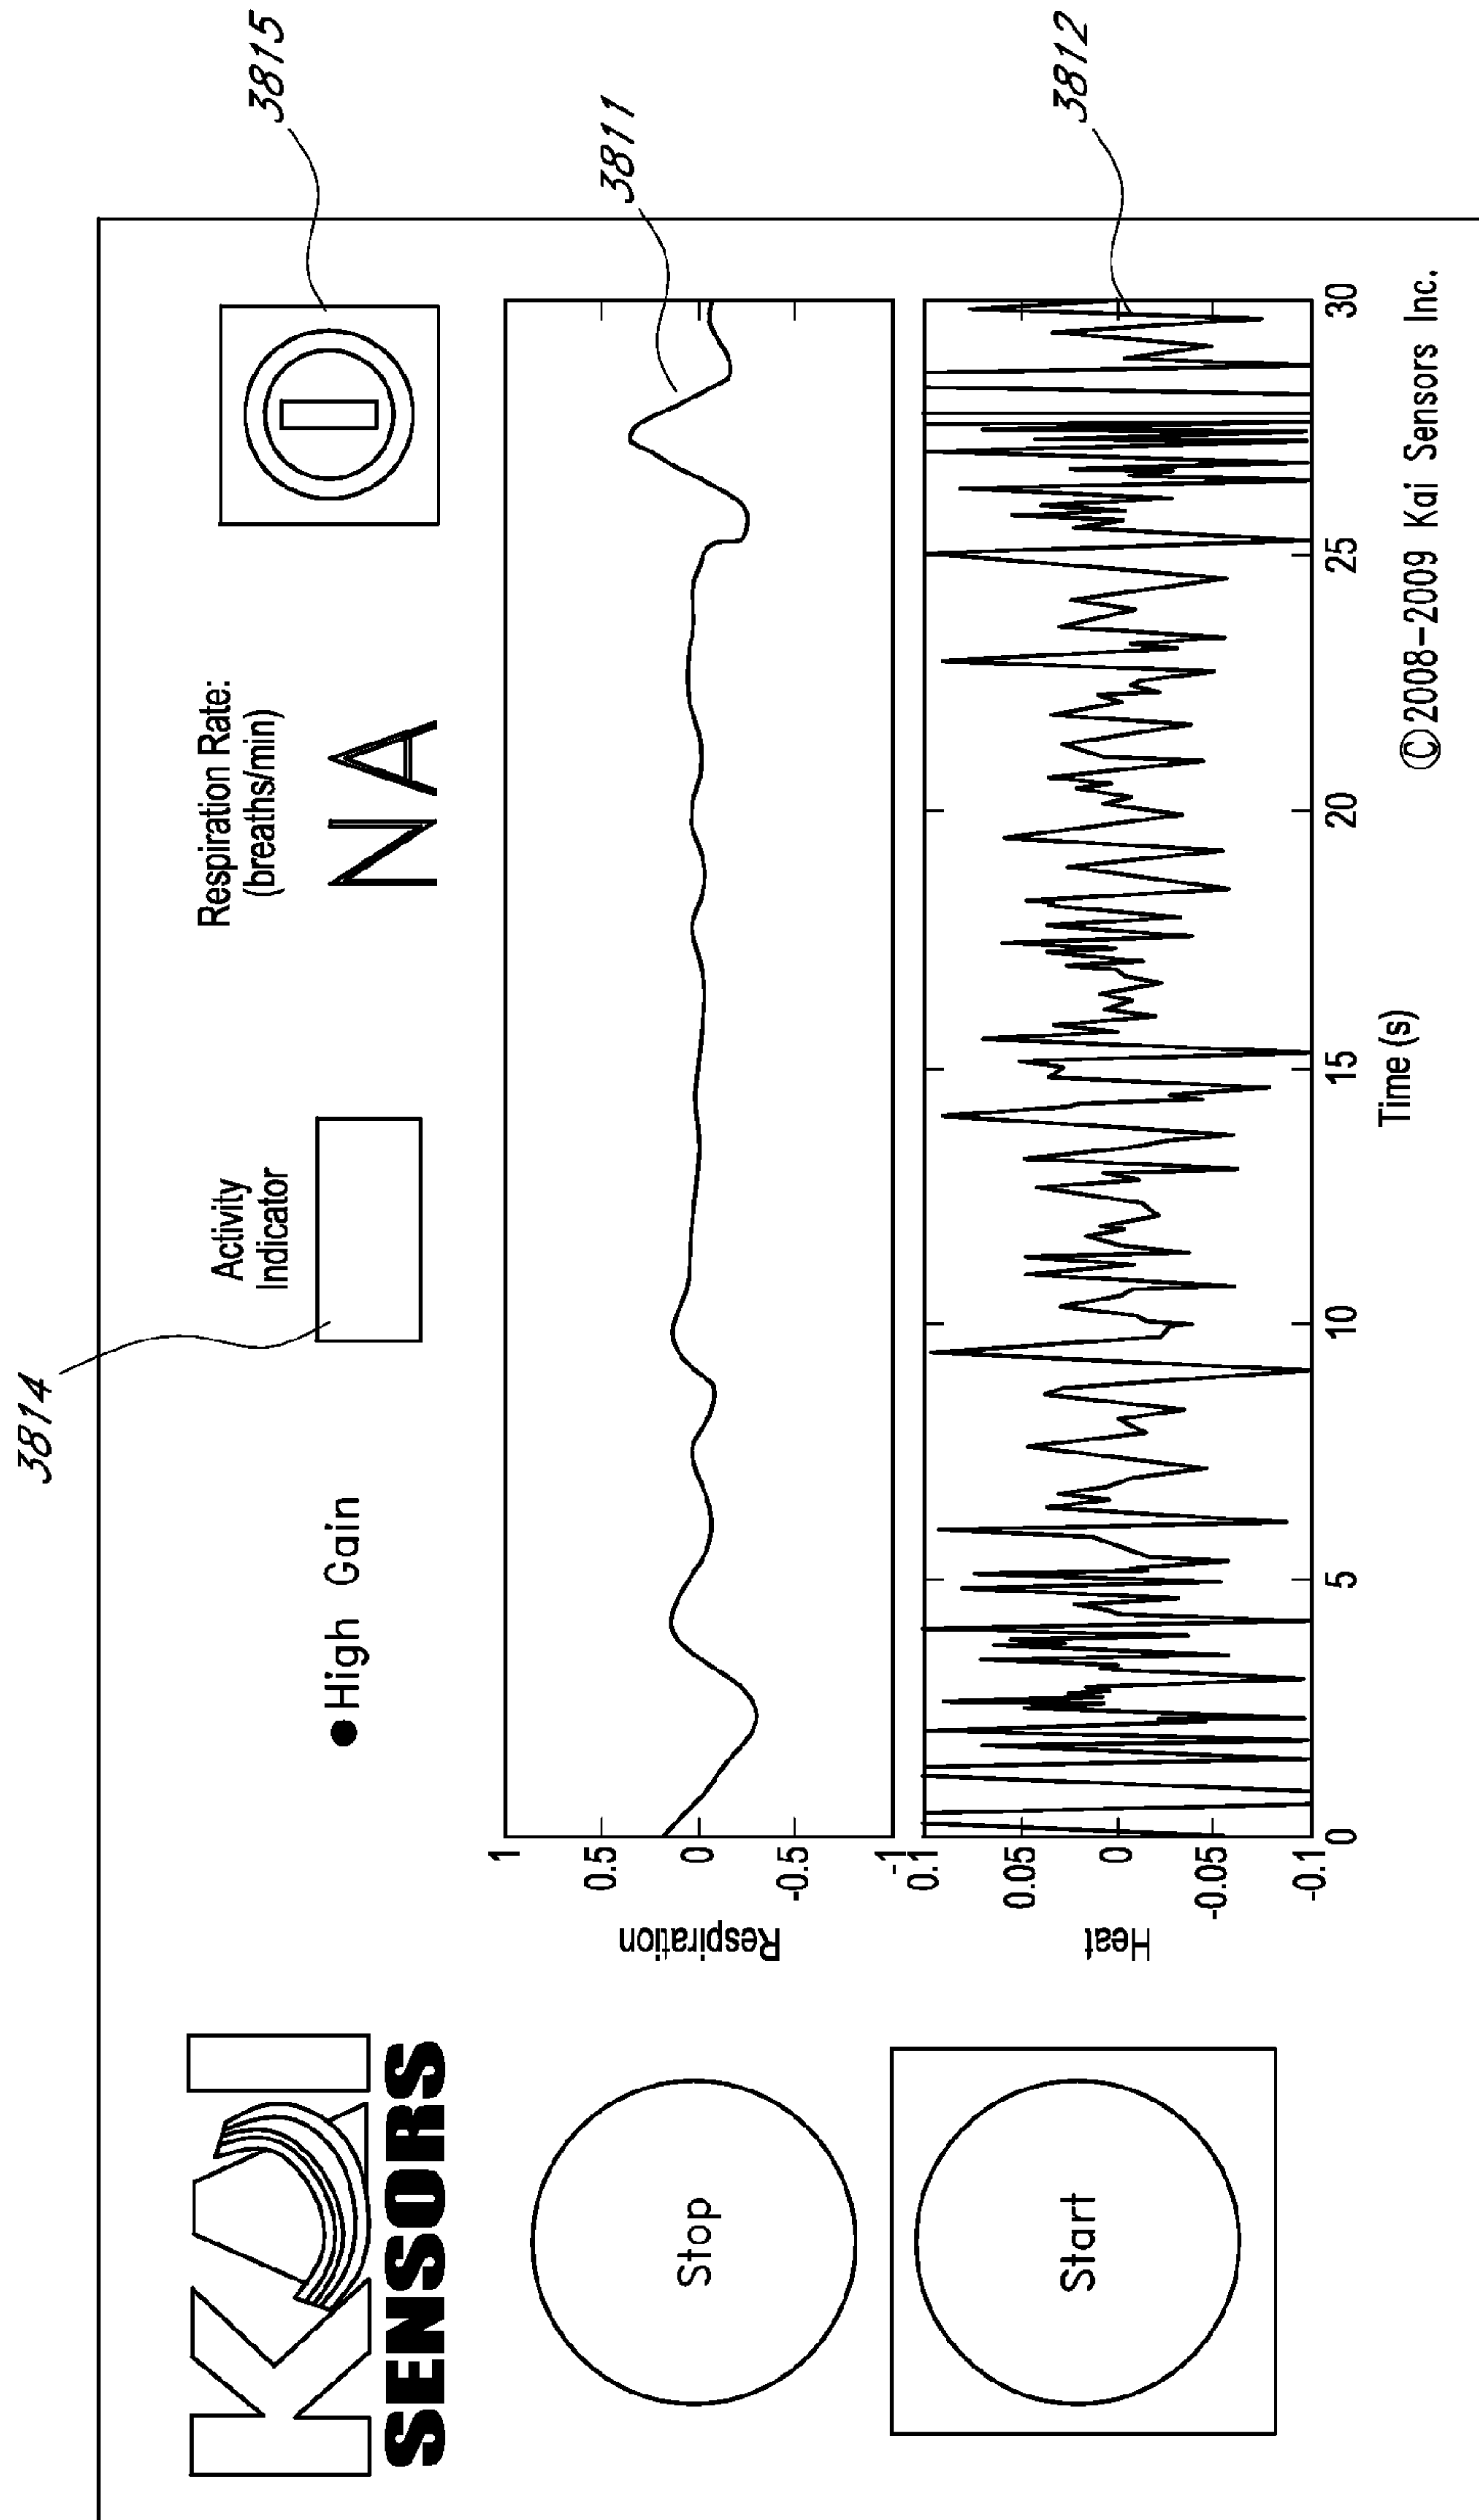 3814
3815
KAI
SENSORS
● High Gain
Activity
Indicator
Respiration Rate:
(breaths/min)
NA
3811
Stop
Respiration
1
0.5
0
-0.5
-1
3812
Start
Heat
0.1
0.05
0
-0.05
-0.1
0 5 10 15 20 25 30
Time (s)
©2008-2009 Kai Sensors Inc.